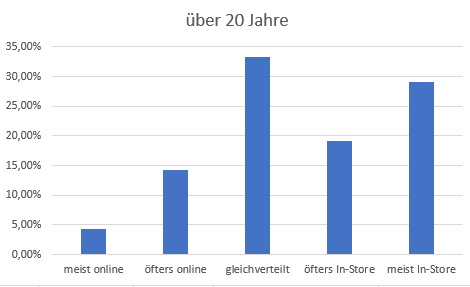 über 20 Jahre
35,00%
30,00%
25,00%
20,00%
15,00%
10,00%
5,00%
0,00%
meist online
öfters online
gleichverteilt
öfters In-Store
meist In-Store